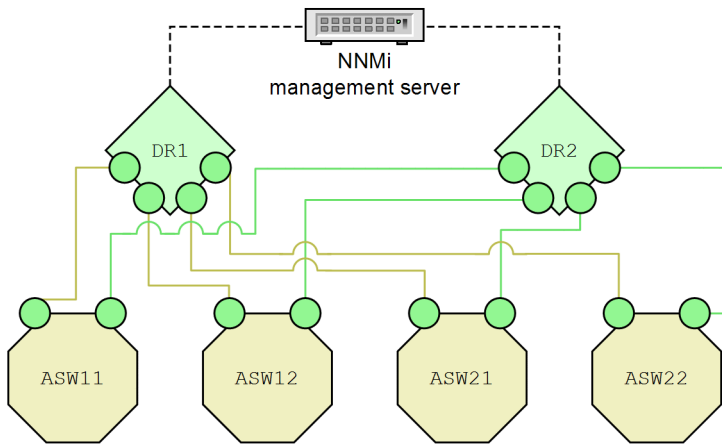 NNMi
management server
DR1
DR2
ASW11
ASW12
ASW21
ASW22